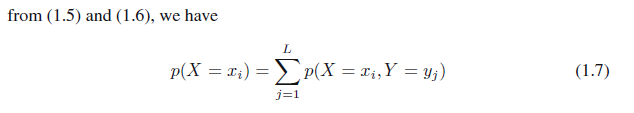 from (1.5) and (1.6), we have
p(X = x_i) = \sum_{j=1}^{L} p(X = x_i, Y = y_j) (1.7)